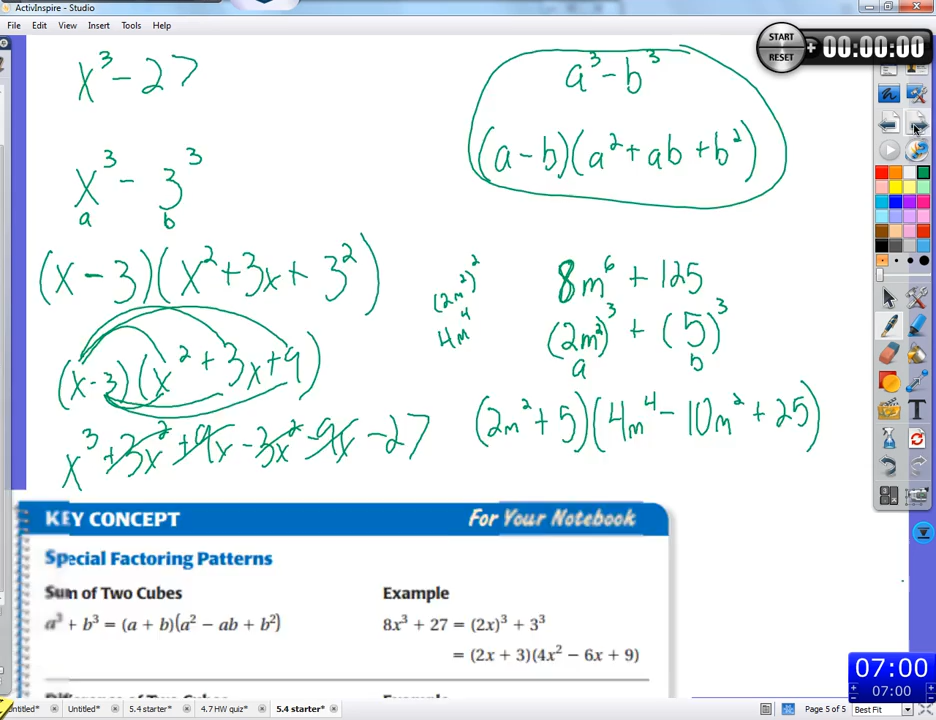 ActivInspire - Studio
File Edit View Insert Tools Help
START
RESET
+ 00:00:00
x³ - 27
x³ - 3³
a b
(x - 3)(x² + 3x + 3²)
(x - 3)(x² + 3x + 9)
x³ + 3x² + 9x - 3x² - 9x - 27
a³ - b³
(a - b)(a² + ab + b²)
(2m²)²
4m⁴
8m⁶ + 125
(2m²)³ + (5)³
a b
(2m² + 5)(4m⁴ - 10m² + 25)
KEY CONCEPT For Your Notebook
Special Factoring Patterns
Sum of Two Cubes Example
a³ + b³ = (a + b)(a² − ab + b²) 8x³ + 27 = (2x)³ + 3³
= (2x + 3)(4x² − 6x + 9)
07:00
07:00
Untitled* 5.4 starter* 4.7 HW quiz* 5.4 starter* Page 5 of 5 Best Fit